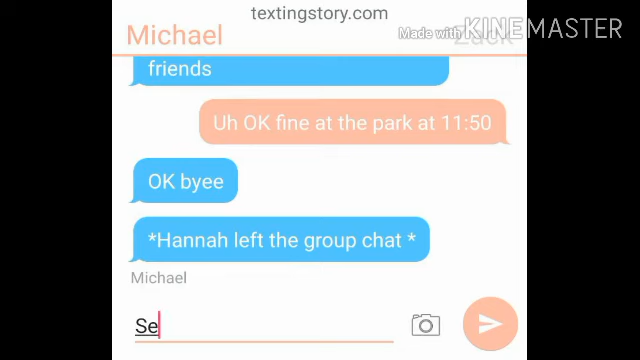 textingstory.com
Michael
Made with KINEMASTER
Zack
friends
Uh OK fine at the park at 11:50
OK byee
*Hannah left the group chat *
Michael
Se